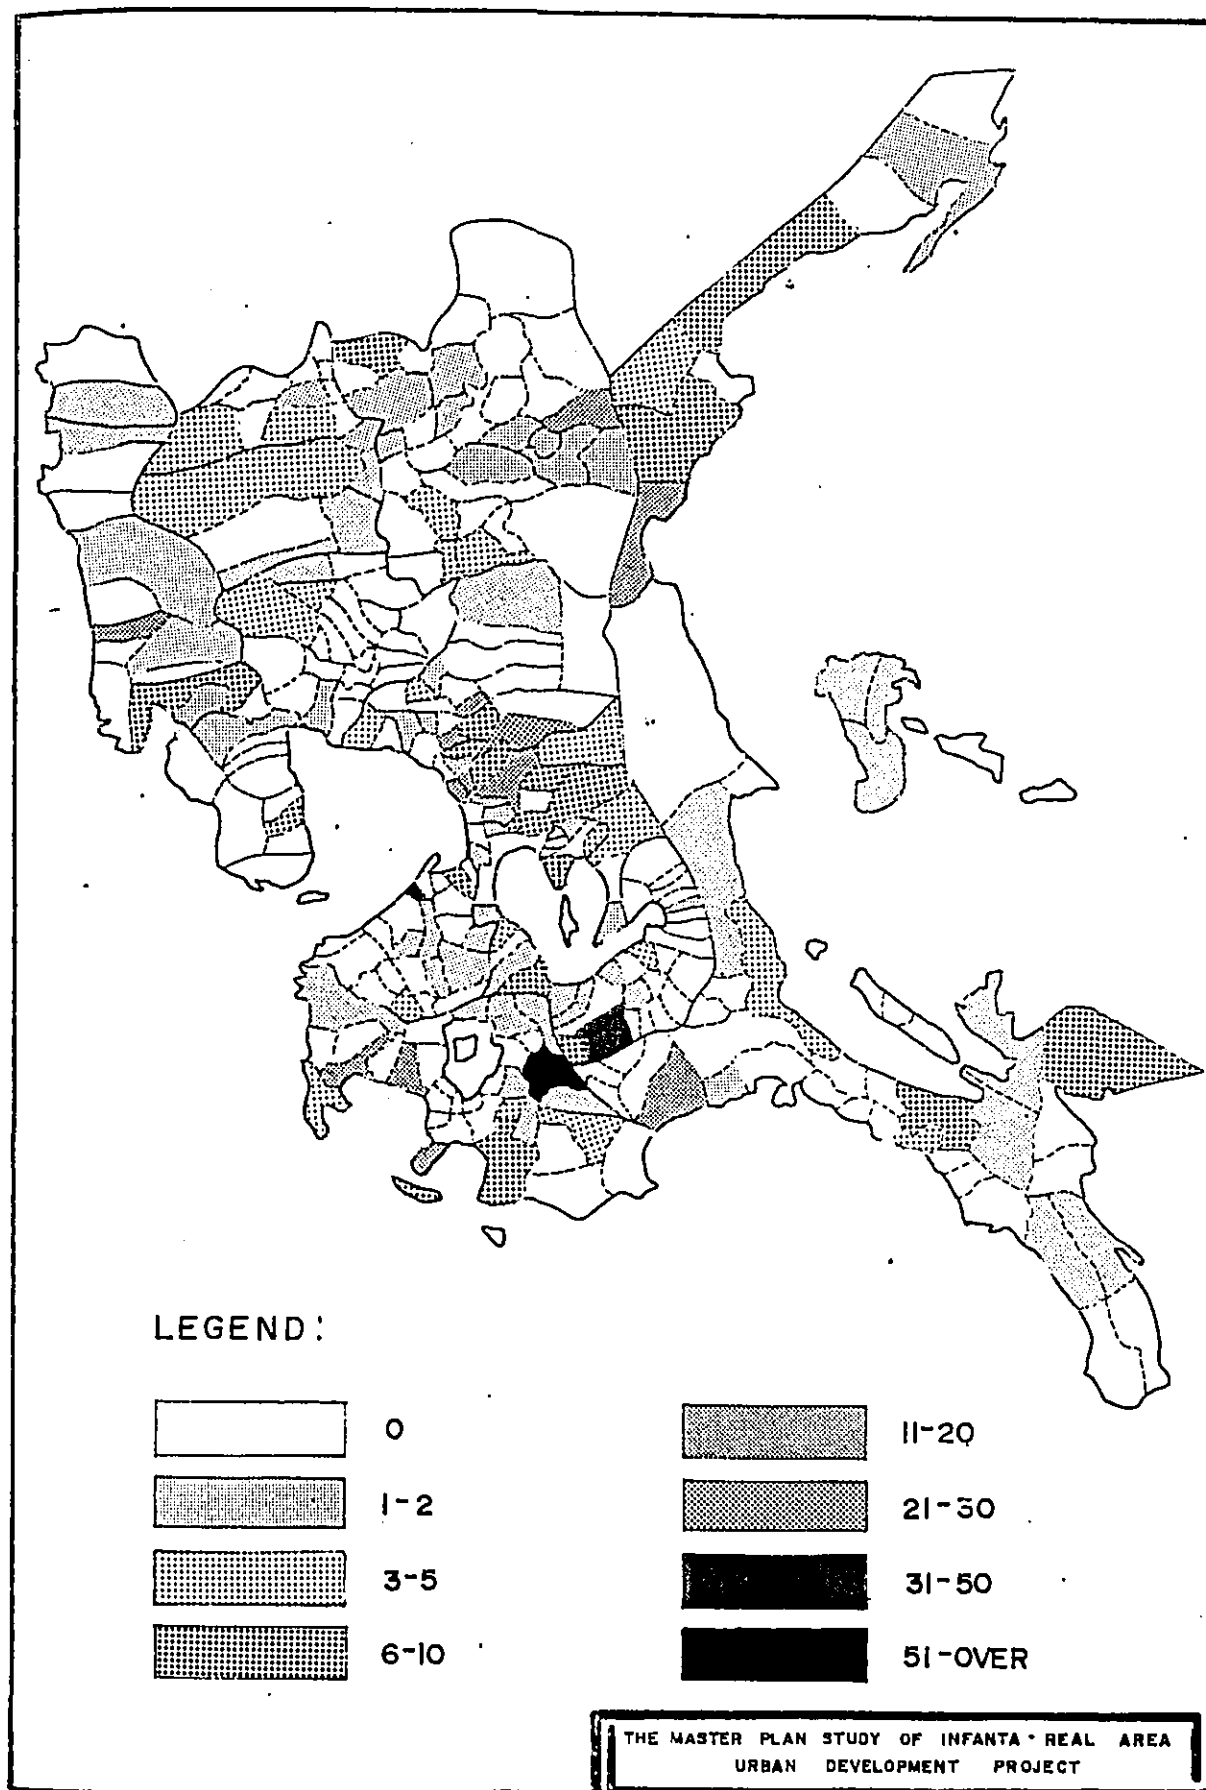 LEGEND:
0
1-2
3-5
6-10
11-20
21-30
31-50
51-OVER
THE MASTER PLAN STUDY OF INFANTA · REAL AREA
URBAN DEVELOPMENT PROJECT